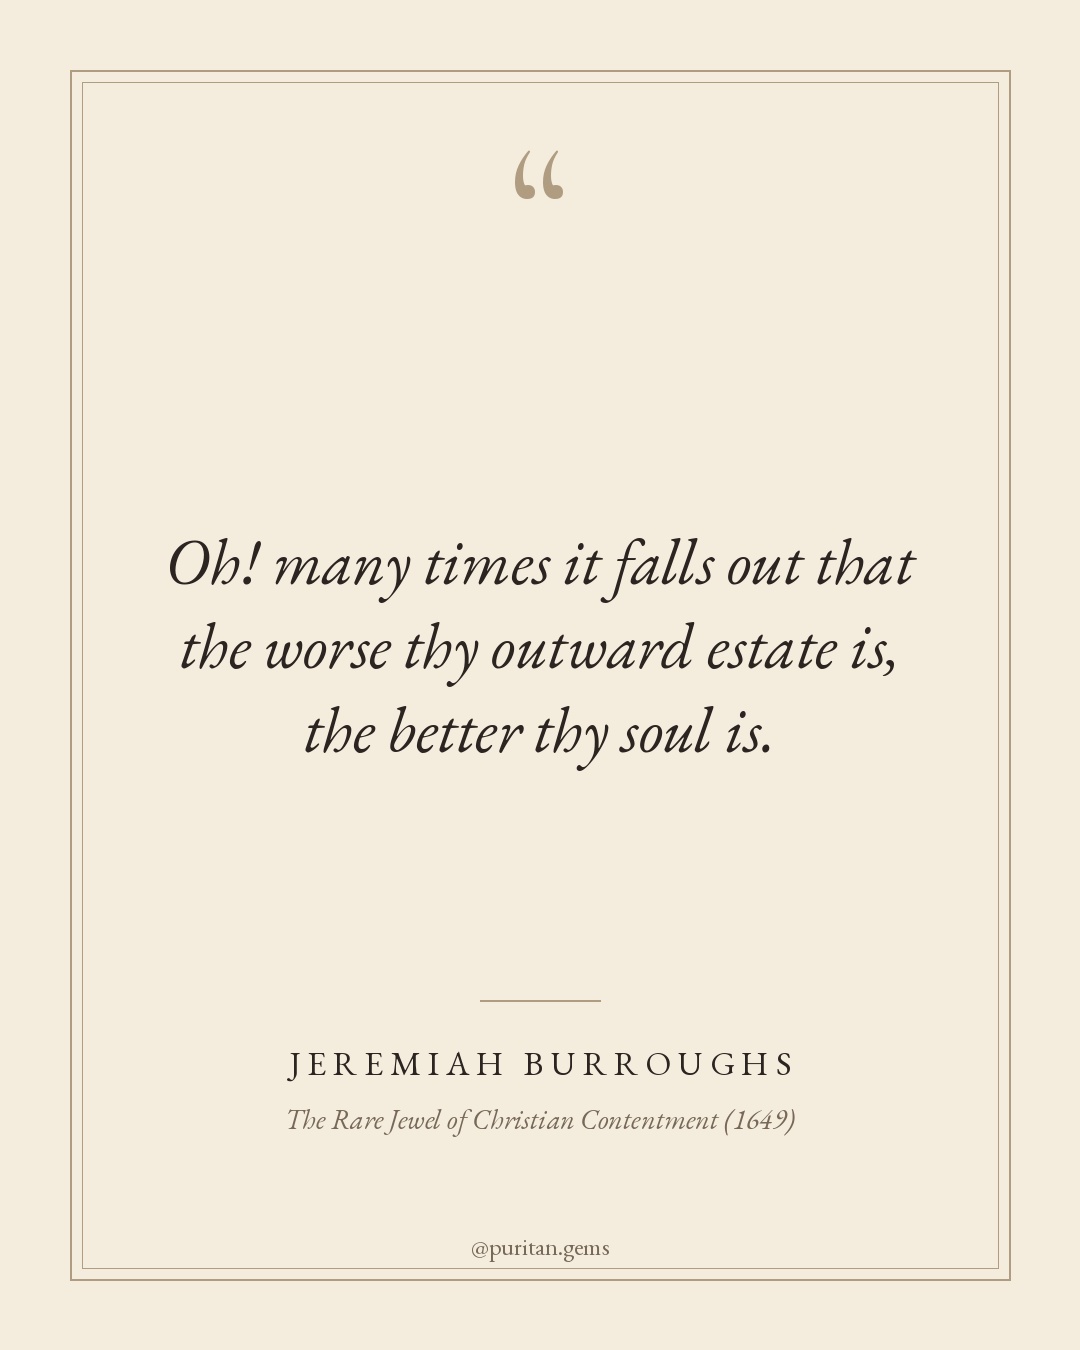 “
Oh! many times it falls out that
the worse thy outward estate is,
the better thy soul is.
JEREMIAH BURROUGHS
The Rare Jewel of Christian Contentment (1649)
@puritan.gems